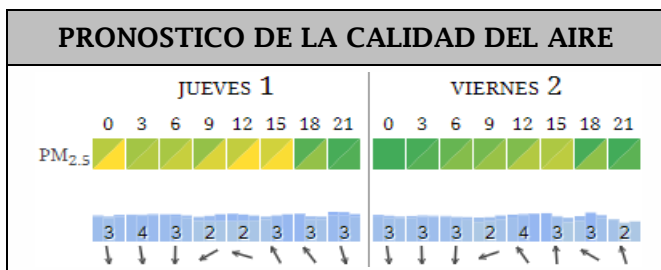 PRONOSTICO DE LA CALIDAD DEL AIRE
JUEVES 1 VIERNES 2
0 3 6 9 12 15 18 21 0 3 6 9 12 15 18 21
PM2.5
3 4 3 2 2 3 3 3 3 3 3 2 4 3 3 2